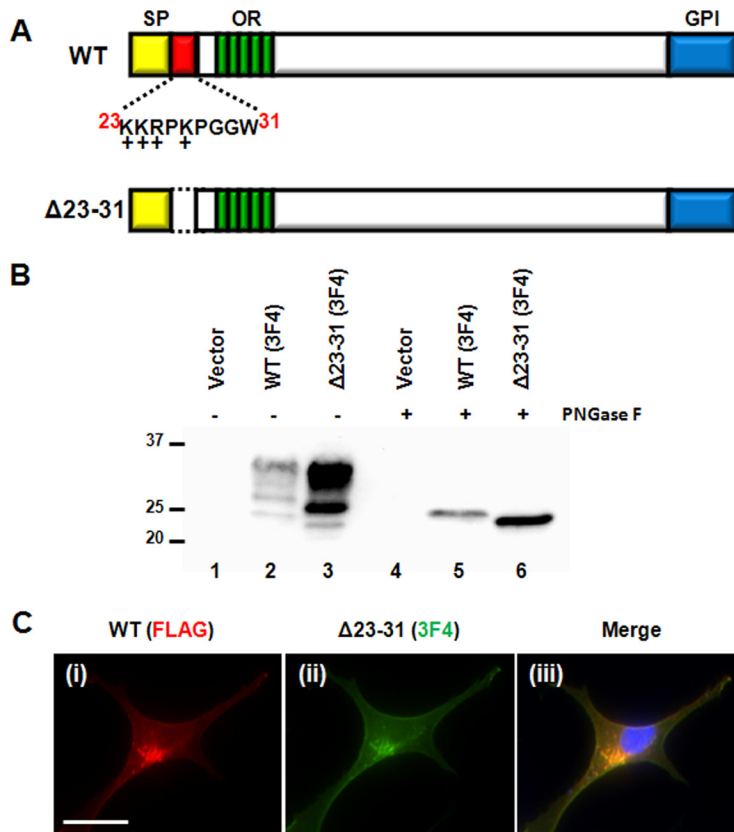 A
SP OR GPI
WT
23KKRPKPGGW31
+++ +
Δ23-31
B
Vector
WT (3F4)
Δ23-31 (3F4)
Vector
WT (3F4)
Δ23-31 (3F4)
- - - + + + PNGase F
37
25
20
1 2 3 4 5 6
C
WT (FLAG) Δ23-31 (3F4) Merge
(i) (ii) (iii)